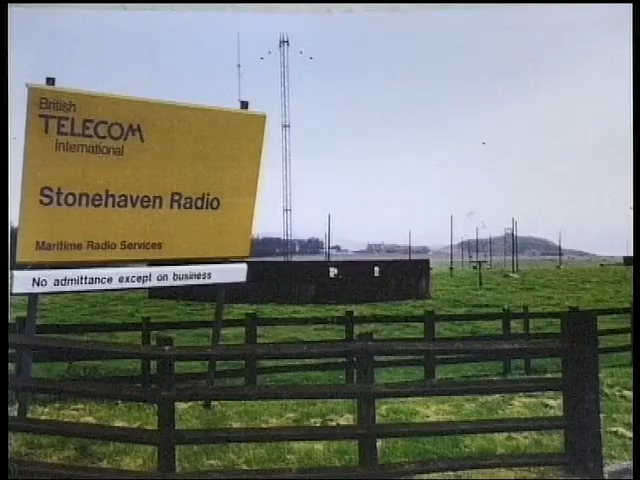 British
TELECOM
International
Stonehaven Radio
Maritime Radio Services
No admittance except on business